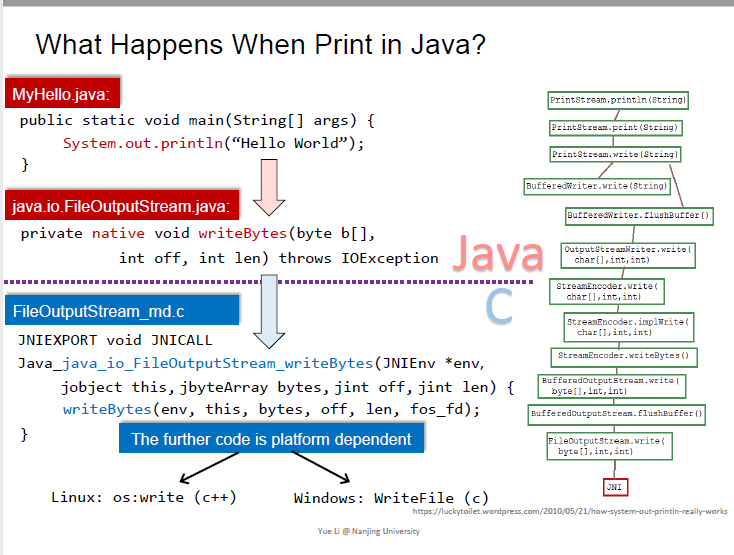 What Happens When Print in Java?
MyHello.java:
public static void main(String[] args) {
System.out.println(“Hello World”);
}
java.io.FileOutputStream.java:
private native void writeBytes(byte b[],
int off, int len) throws IOException
Java
C
FileOutputStream_md.c
JNIEXPORT void JNICALL
Java_java_io_FileOutputStream_writeBytes(JNIEnv *env,
jobject this, jbyteArray bytes, jint off, jint len) {
writeBytes(env, this, bytes, off, len, fos_fd);
}
The further code is platform dependent
Linux: os:write (c++)
Windows: WriteFile (c)
PrintStream.println(String)
PrintStream.print(String)
PrintStream.write(String)
BufferedWriter.write(String)
BufferedWriter.flushBuffer()
OutputStreamWriter.write(
char[],int,int)
StreamEncoder.write(
char[],int,int)
StreamEncoder.implWrite(
char[],int,int)
StreamEncoder.writeBytes()
BufferedOutputStream.write(
byte[],int,int)
BufferedOutputStream.flushBuffer()
FileOutputStream.write(
byte[],int,int)
JNI
https://luckytoilet.wordpress.com/2010/05/21/how-system-out-println-really-works
Yue Li @ Nanjing University